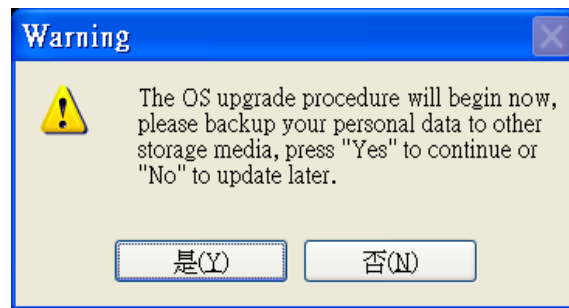 Warning
The OS upgrade procedure will begin now,
please backup your personal data to other
storage media, press "Yes" to continue or
"No" to update later.
是(Y)
否(N)